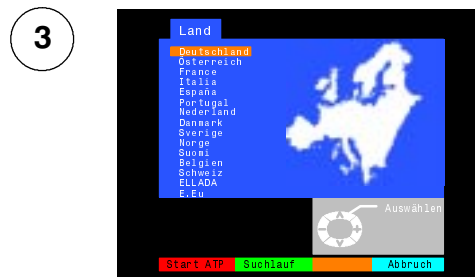 3
Land
Deutschland
Österreich
France
Italia
España
Portugal
Nederland
Danmark
Sverige
Norge
Suomi
Belgien
Schweiz
ELLADA
E.Eu
Auswählen
Start ATP Suchlauf Abbruch